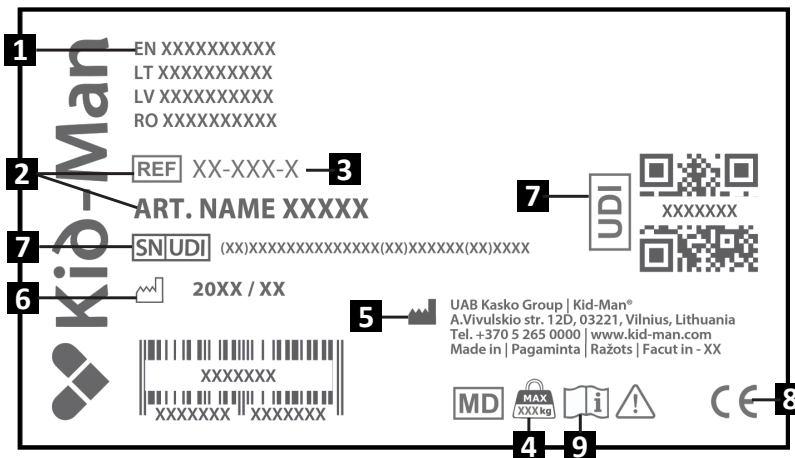 1
EN XXXXXXXXXX
LT XXXXXXXXXX
LV XXXXXXXXXX
RO XXXXXXXXXX
Kið-Man
2
REF XX-XXX-X 3
ART. NAME XXXXX
7 SN UDI (XX)XXXXXXXXXXXXXX(XX)XXXXXX(XX)XXXX
6 20XX / XX
XXXXXXX
XXXXXXX XXXXXXX
7 UDI
XXXXXXX
5
UAB Kasko Group | Kid-Man®
A.Vivulskio str. 12D, 03221, Vilnius, Lithuania
Tel. +370 5 265 0000 | www.kid-man.com
Made in | Pagaminta | Ražots | Facut in - XX
MD MAX XXX kg i ! CE 8
4 9